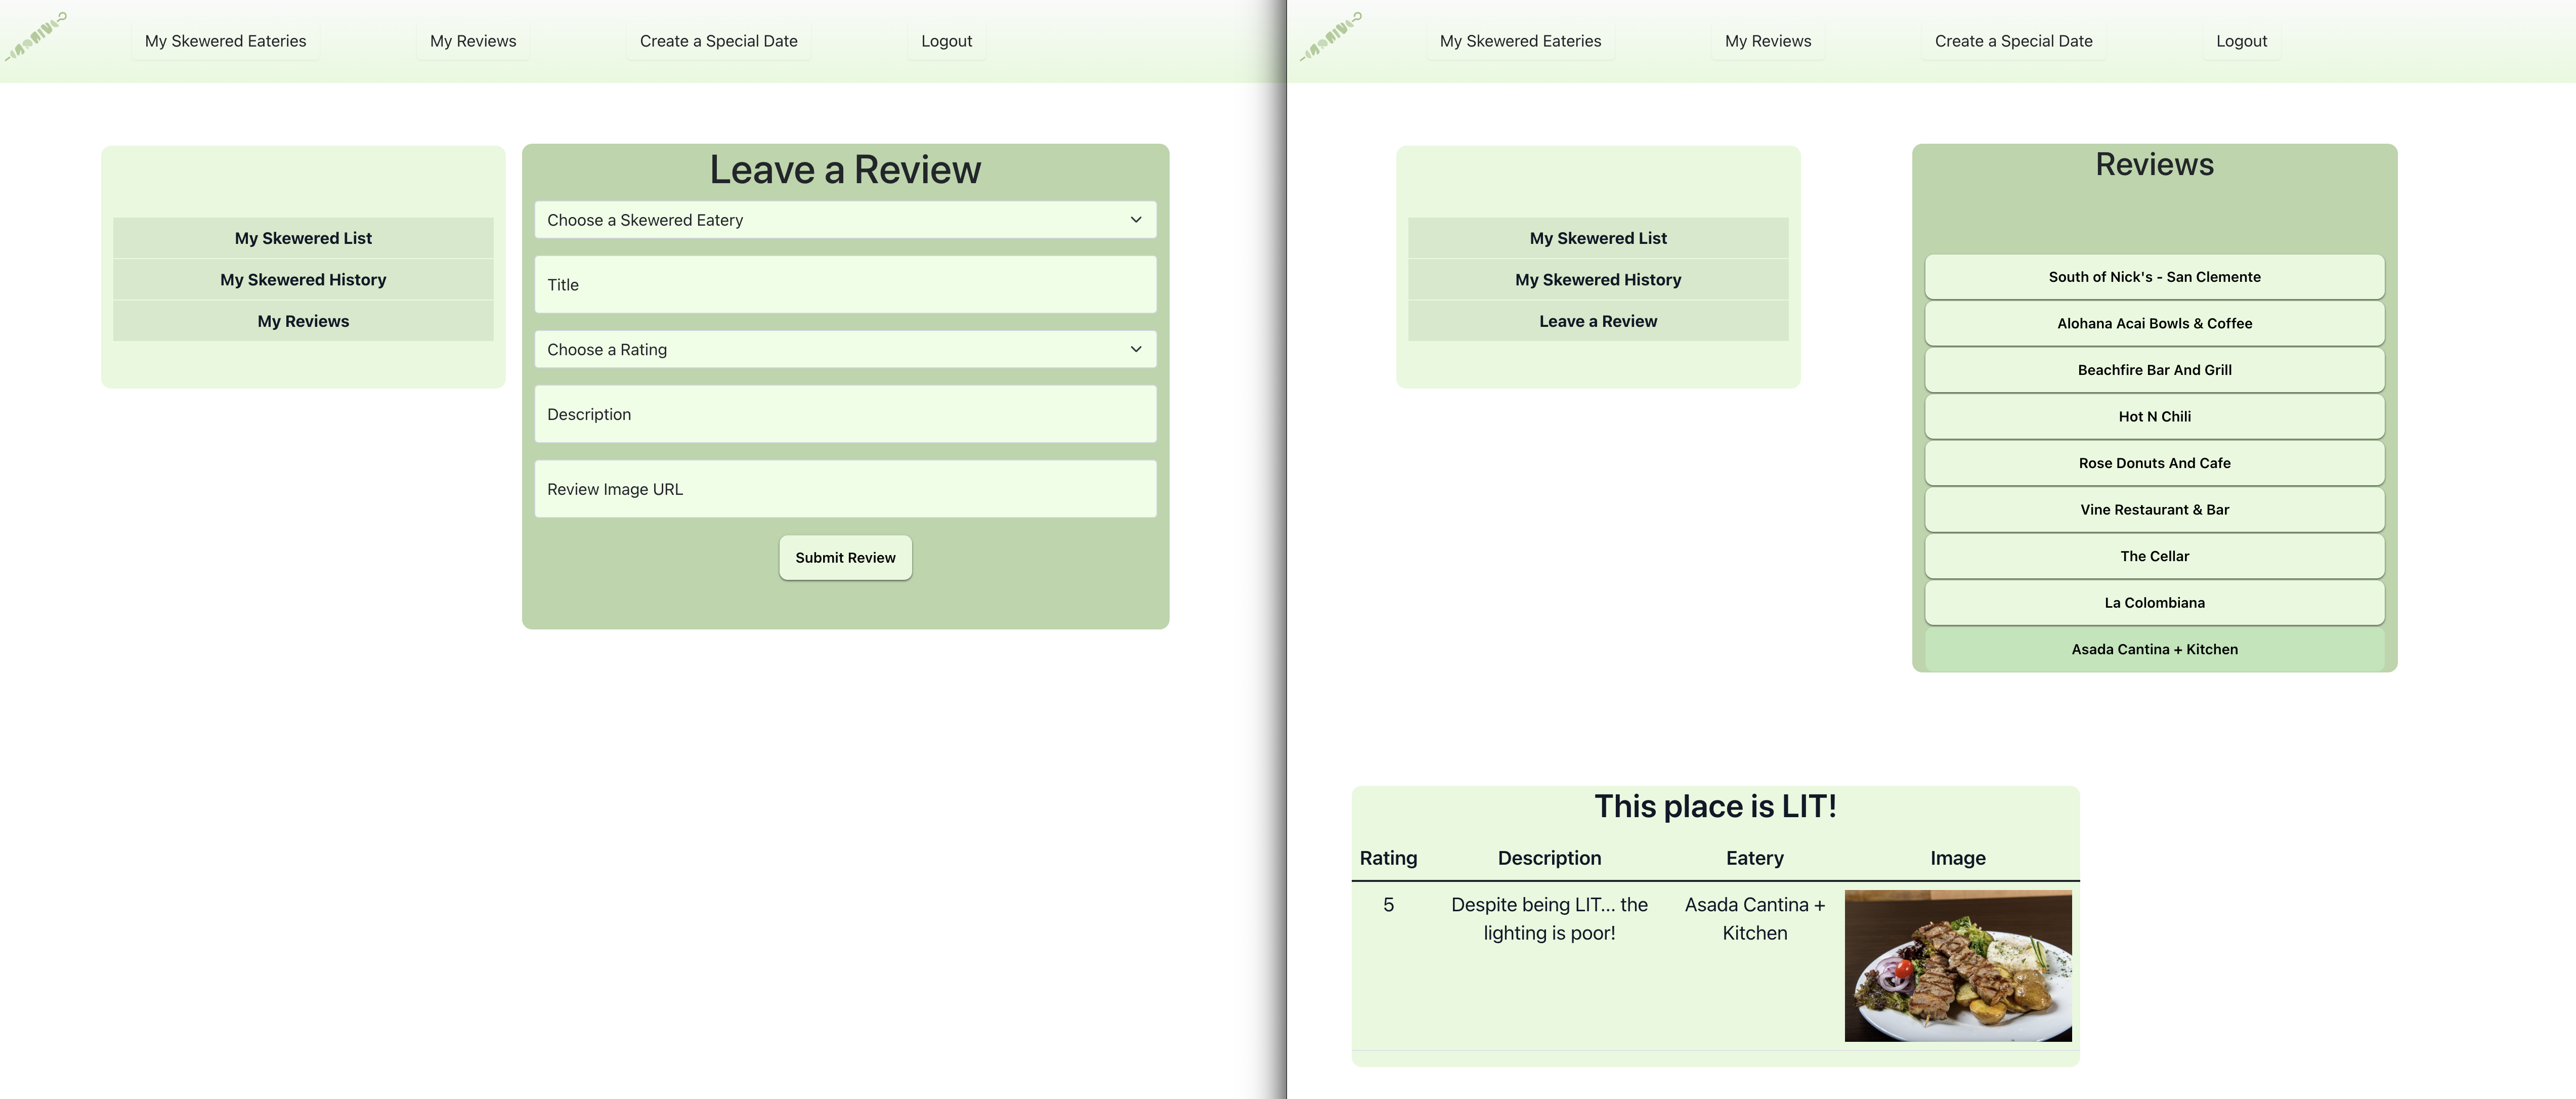 My Skewered Eateries
My Reviews
Create a Special Date
Logout
My Skewered List
My Skewered History
My Reviews
Leave a Review
Choose a Skewered Eatery
Title
Choose a Rating
Description
Review Image URL
Submit Review
My Skewered Eateries
My Reviews
Create a Special Date
Logout
My Skewered List
My Skewered History
Leave a Review
Reviews
South of Nick's - San Clemente
Alohana Acai Bowls & Coffee
Beachfire Bar And Grill
Hot N Chili
Rose Donuts And Cafe
Vine Restaurant & Bar
The Cellar
La Colombiana
Asada Cantina + Kitchen
This place is LIT!
Rating
Description
Eatery
Image
5
Despite being LIT... the
lighting is poor!
Asada Cantina +
Kitchen